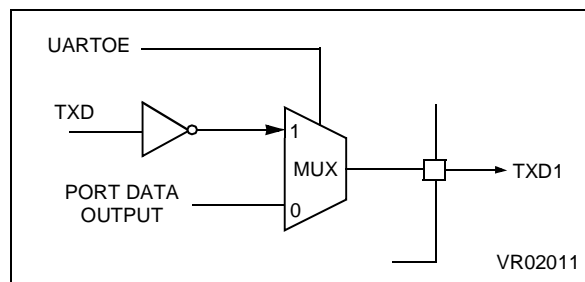 UARTOE
TXD
1
MUX
TXD1
PORT DATA
OUTPUT
0
VR02011